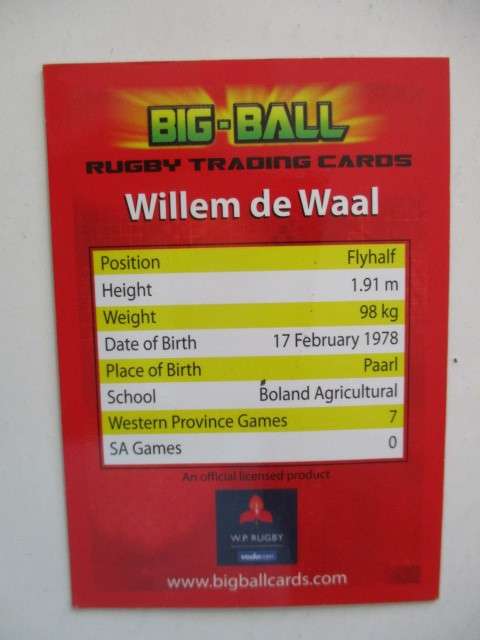 BIG-BALL
RUGBY TRADING CARDS
Willem de Waal
Position Flyhalf
Height 1.91 m
Weight 98 kg
Date of Birth 17 February 1978
Place of Birth Paarl
School Boland Agricultural
Western Province Games 7
SA Games 0
An official licensed product
W.P. RUGBY
vodacom
www.bigballcards.com